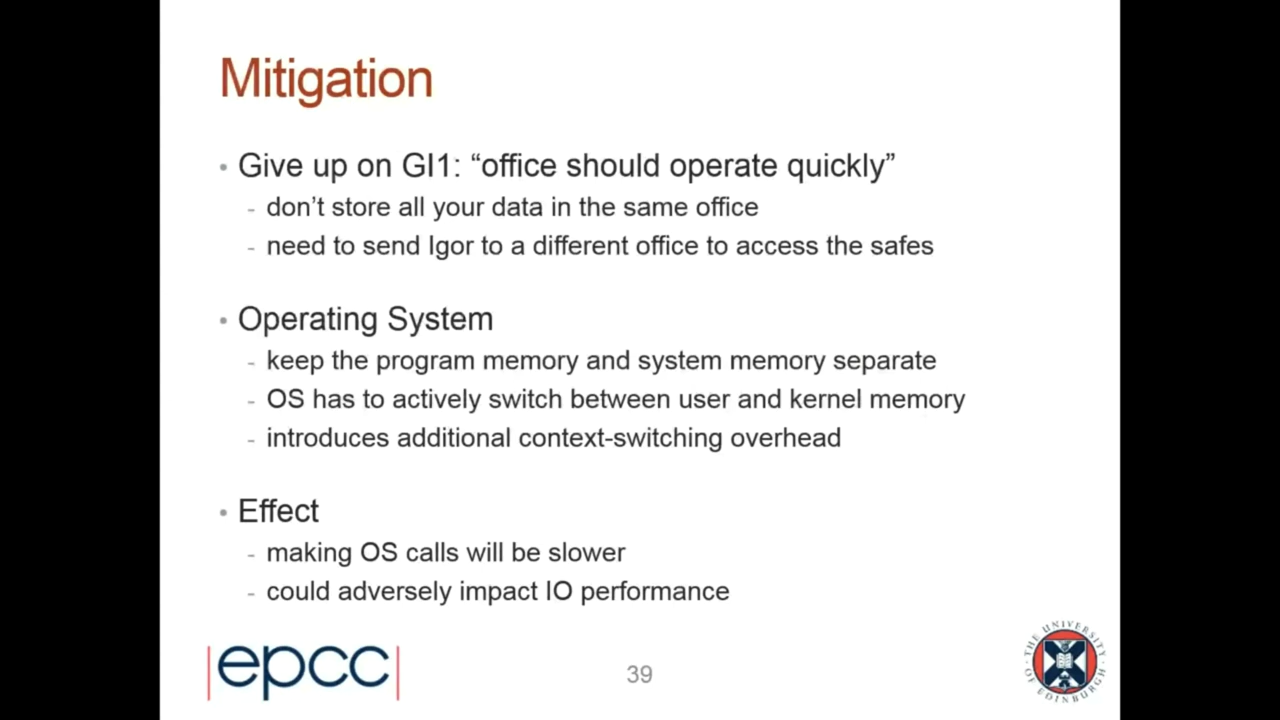 Mitigation
• Give up on GI1: “office should operate quickly”
- don’t store all your data in the same office
- need to send Igor to a different office to access the safes
• Operating System
- keep the program memory and system memory separate
- OS has to actively switch between user and kernel memory
- introduces additional context-switching overhead
• Effect
- making OS calls will be slower
- could adversely impact IO performance
|epcc|
39
THE UNIVERSITY OF EDINBURGH